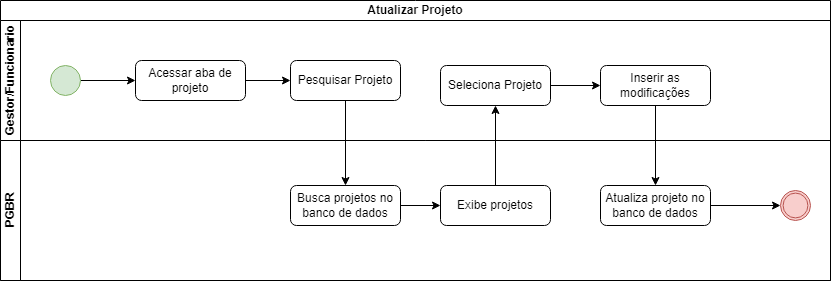 Atualizar Projeto
Gestor/Funcionario
Acessar aba de
projeto
Pesquisar Projeto
Seleciona Projeto
Inserir as
modificações
PGBR
Busca projetos no
banco de dados
Exibe projetos
Atualiza projeto no
banco de dados